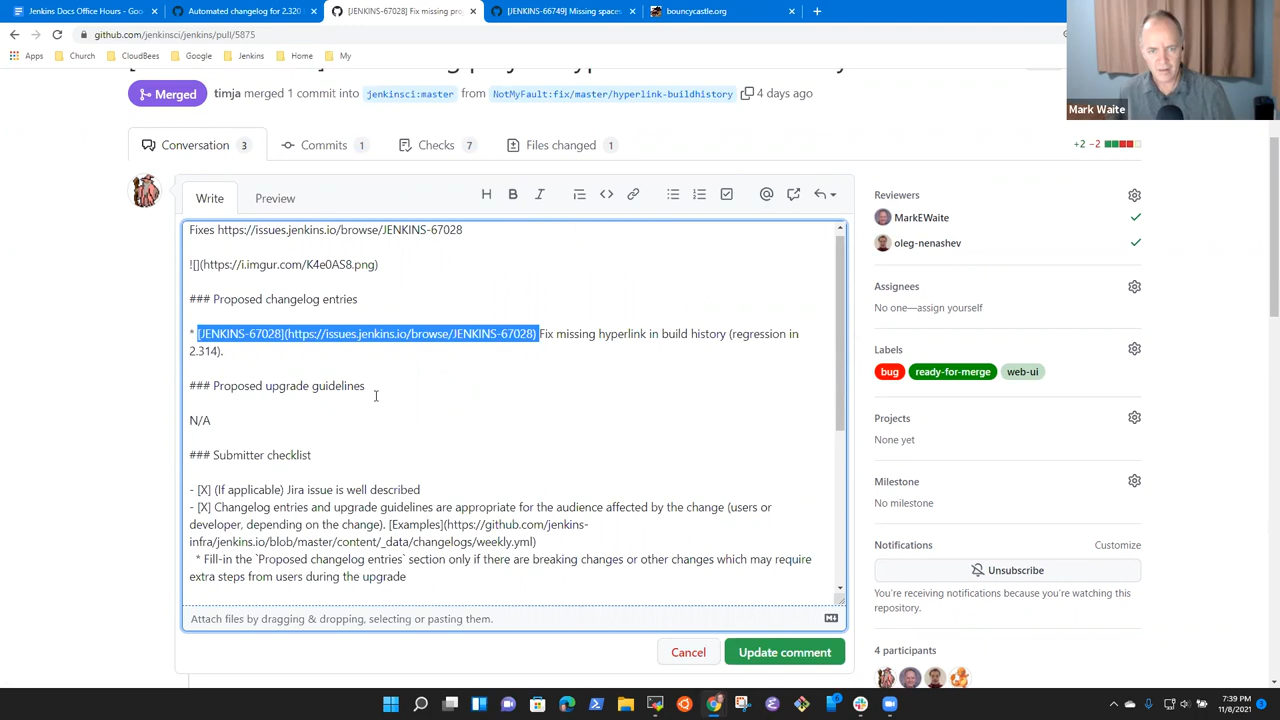 Jenkins Docs Office Hours - Goo
Automated changelog for 2.320
[JENKINS-67028] Fix missing pro
[JENKINS-66749] Missing spaces
bouncycastle.org
github.com/jenkinsci/jenkins/pull/5875
Apps Church CloudBees Google Jenkins Home My
Mark Waite
Merged timja merged 1 commit into jenkinsci:master from NotMyFault:fix/master/hyperlink-buildhistory 4 days ago
Conversation 3 Commits 1 Checks 7 Files changed 1 +2 −2
Write Preview
Fixes https://issues.jenkins.io/browse/JENKINS-67028
![](https://i.imgur.com/K4e0AS8.png)
### Proposed changelog entries
* [JENKINS-67028](https://issues.jenkins.io/browse/JENKINS-67028) Fix missing hyperlink in build history (regression in
2.314).
### Proposed upgrade guidelines
N/A
### Submitter checklist
- [X] (If applicable) Jira issue is well described
- [X] Changelog entries and upgrade guidelines are appropriate for the audience affected by the change (users or
developer, depending on the change). [Examples](https://github.com/jenkins-
infra/jenkins.io/blob/master/content/_data/changelogs/weekly.yml)
* Fill-in the `Proposed changelog entries` section only if there are breaking changes or other changes which may require
extra steps from users during the upgrade
Attach files by dragging & dropping, selecting or pasting them.
Cancel Update comment
Reviewers
MarkEWaite
oleg-nenashev
Assignees
No one—assign yourself
Labels
bug ready-for-merge web-ui
Projects
None yet
Milestone
No milestone
Notifications Customize
Unsubscribe
You're receiving notifications because you're watching this
repository.
4 participants
7:39 PM
11/8/2021